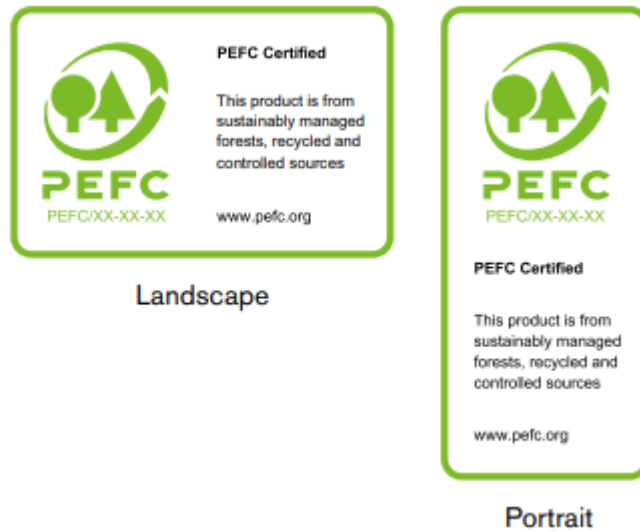 PEFC
PEFC/XX-XX-XX
PEFC Certified
This product is from
sustainably managed
forests, recycled and
controlled sources
www.pefc.org
Landscape
PEFC
PEFC/XX-XX-XX
PEFC Certified
This product is from
sustainably managed
forests, recycled and
controlled sources
www.pefc.org
Portrait